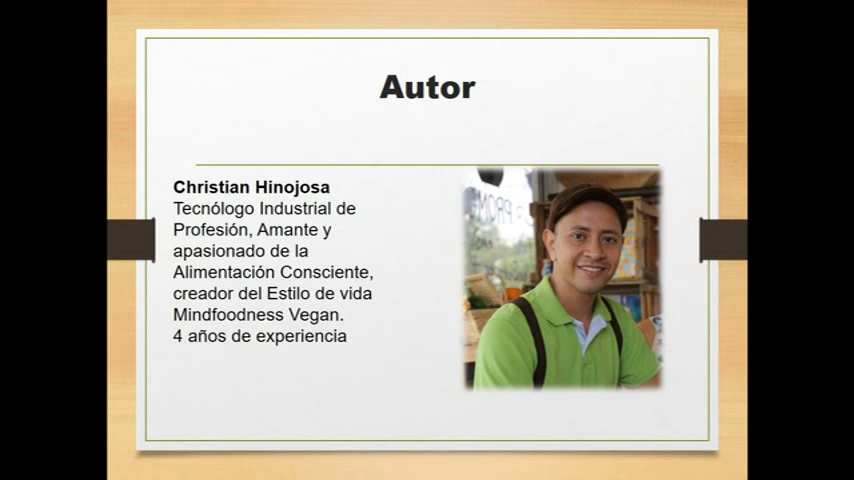 Autor
Christian Hinojosa
Tecnólogo Industrial de
Profesión, Amante y
apasionado de la
Alimentación Consciente,
creador del Estilo de vida
Mindfoodness Vegan.
4 años de experiencia